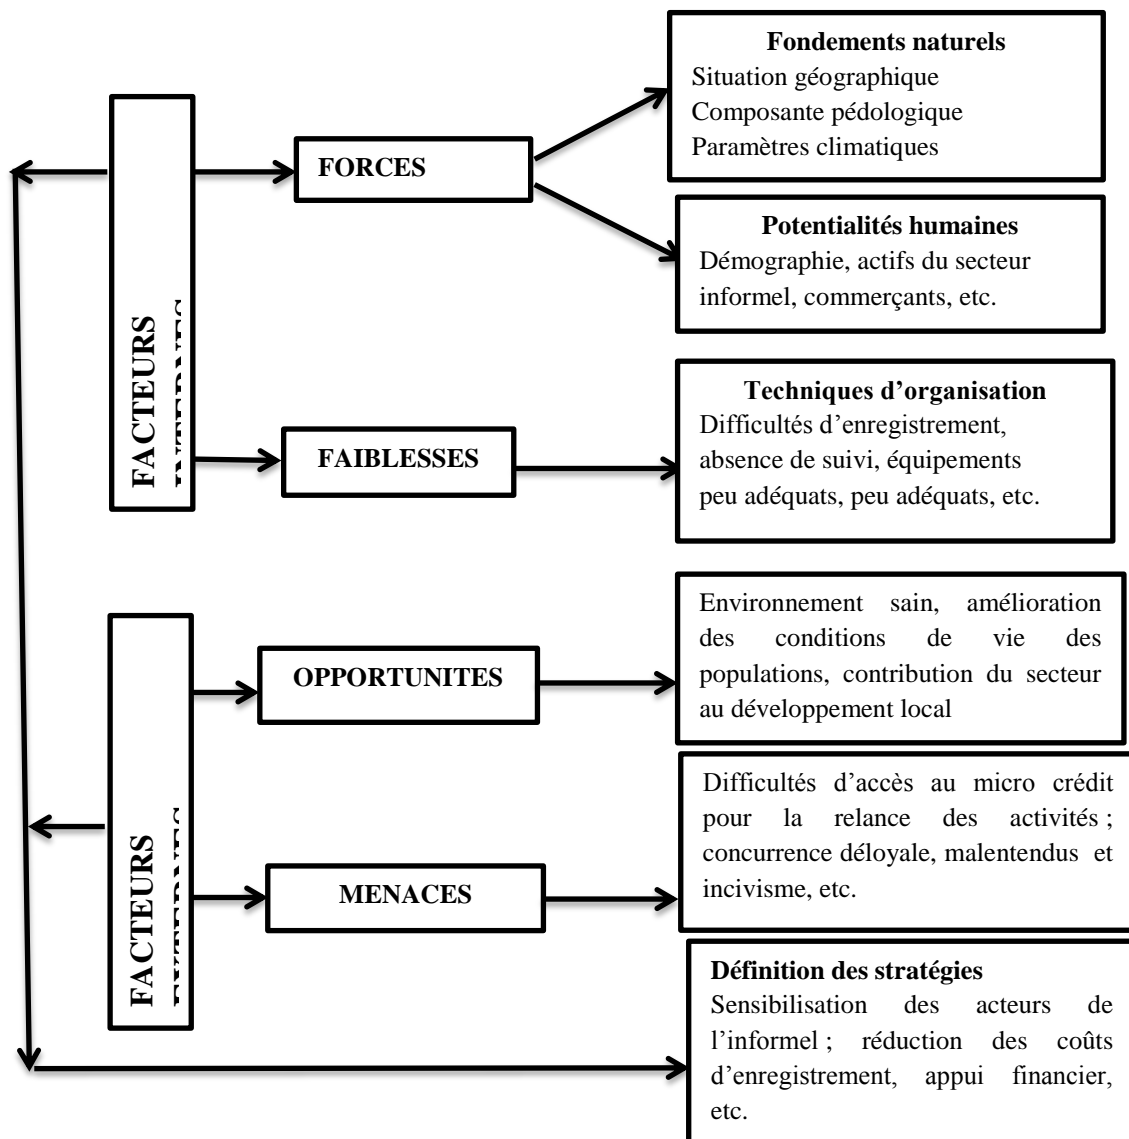 Fondements naturels
Situation géographique
Composante pédologique
Paramètres climatiques
FORCES
Potentialités humaines
Démographie, actifs du secteur
informel, commerçants, etc.
FACTEURS
Techniques d’organisation
Difficultés d’enregistrement,
absence de suivi, équipements
peu adéquats, peu adéquats, etc.
FAIBLESSES
Environnement sain, amélioration
des conditions de vie des
populations, contribution du secteur
au développement local
OPPORTUNITES
Difficultés d’accès au micro crédit
pour la relance des activités ;
concurrence déloyale, malentendus et
incivisme, etc.
FACTEURS
MENACES
Définition des stratégies
Sensibilisation des acteurs de
l’informel ; réduction des coûts
d’enregistrement, appui financier,
etc.